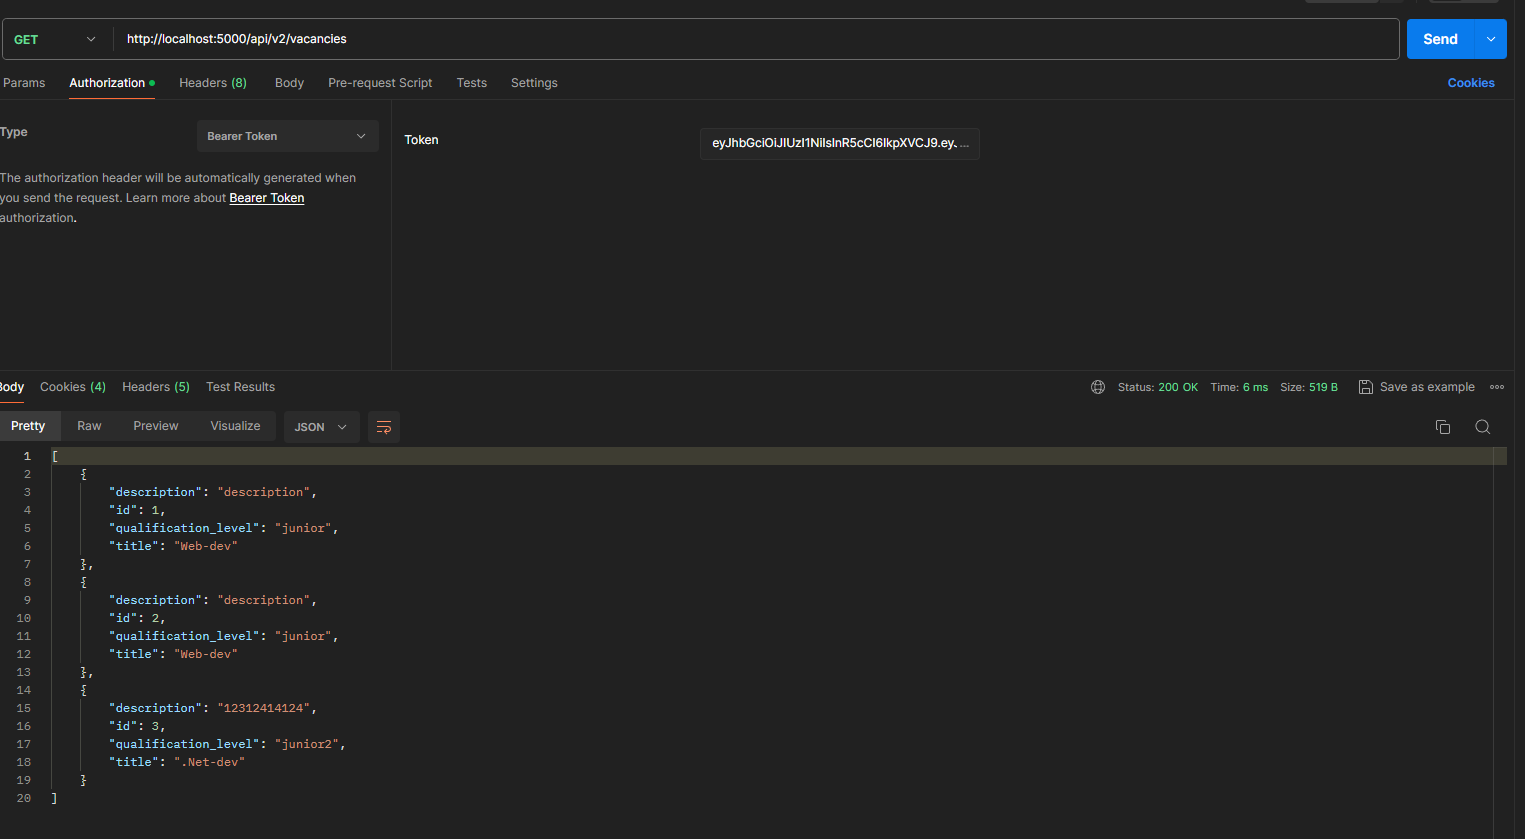 GET http://localhost:5000/api/v2/vacancies Send
Params Authorization Headers (8) Body Pre-request Script Tests Settings Cookies
Type Bearer Token
Token eyJhbGciOiJIUzI1NiIsInR5cCI6IkpXVCJ9.eyJ ...
The authorization header will be automatically generated when
you send the request. Learn more about Bearer Token
authorization.
Body Cookies (4) Headers (5) Test Results Status: 200 OK Time: 6 ms Size: 519 B Save as example
Pretty Raw Preview Visualize JSON
1 [
2 {
3 "description": "description",
4 "id": 1,
5 "qualification_level": "junior",
6 "title": "Web-dev"
7 },
8 {
9 "description": "description",
10 "id": 2,
11 "qualification_level": "junior",
12 "title": "Web-dev"
13 },
14 {
15 "description": "12312414124",
16 "id": 3,
17 "qualification_level": "junior2",
18 "title": ".Net-dev"
19 }
20 ]